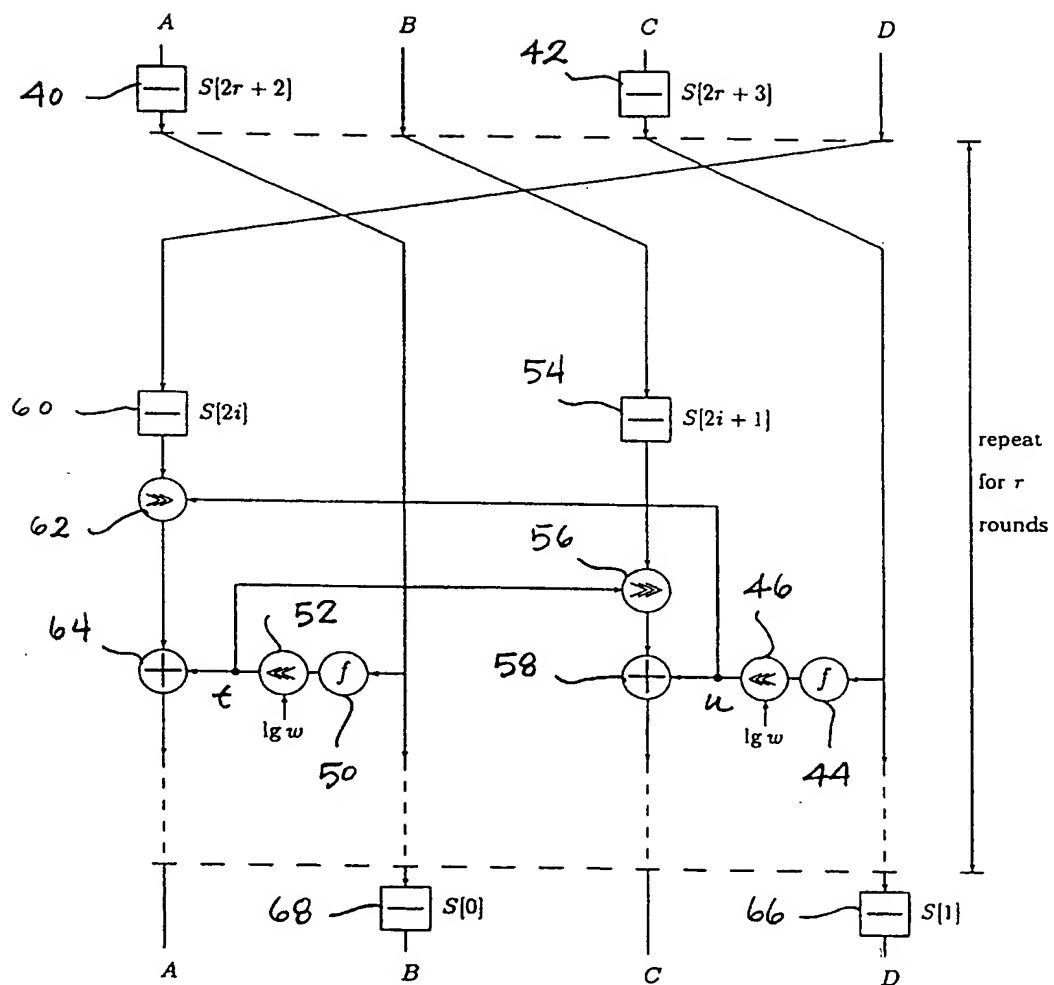 A B C D
40 S[2r + 2] 42 S[2r + 3]
60 S[2i] 54 S[2i + 1]
repeat
for r
rounds
≫ 62 56 ⋙
64 52 46
+ ≪ f 58 + ≪ f
t u
lg w lg w
50 44
68 S[0] 66 S[1]
A B C D